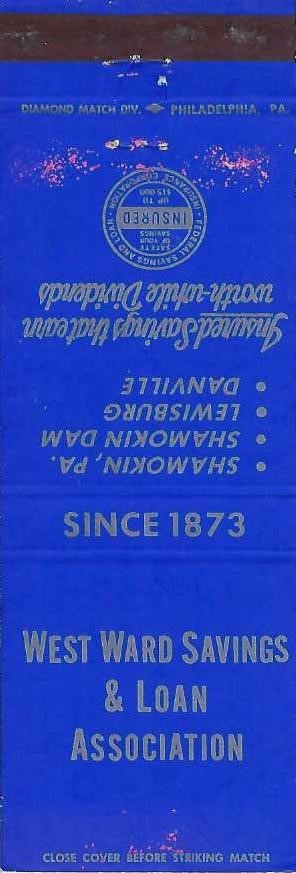 DIAMOND MATCH DIV. PHILADELPHIA, PA.
WEST WARD SAVINGS
& LOAN
ASSOCIATION
CLOSE COVER BEFORE STRIKING MATCH
SINCE 1873
• SHAMOKIN, PA.
• SHAMOKIN DAM
• LEWISBURG
• DANVILLE
Insured Savings that earn
worth-while Dividends
FEDERAL SAVINGS AND LOAN INSURANCE CORPORATION
SAFETY
OF YOUR
SAVINGS
INSURED
UP TO
$15,000